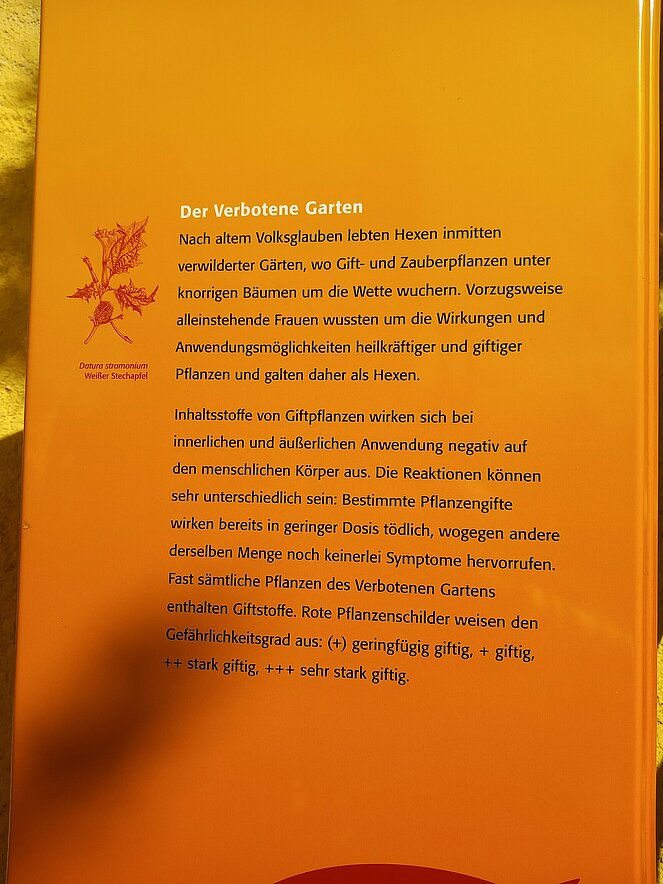 Der Verbotene Garten
Nach altem Volksglauben lebten Hexen inmitten
verwilderter Gärten, wo Gift- und Zauberpflanzen unter
knorrigen Bäumen um die Wette wuchern. Vorzugsweise
alleinstehende Frauen wussten um die Wirkungen und
Anwendungsmöglichkeiten heilkräftiger und giftiger
Pflanzen und galten daher als Hexen.
Datura stramonium
Weißer Stechapfel
Inhaltsstoffe von Giftpflanzen wirken sich bei
innerlichen und äußerlichen Anwendung negativ auf
den menschlichen Körper aus. Die Reaktionen können
sehr unterschiedlich sein: Bestimmte Pflanzengifte
wirken bereits in geringer Dosis tödlich, wogegen andere
derselben Menge noch keinerlei Symptome hervorrufen.
Fast sämtliche Pflanzen des Verbotenen Gartens
enthalten Giftstoffe. Rote Pflanzenschilder weisen den
Gefährlichkeitsgrad aus: (+) geringfügig giftig, + giftig,
++ stark giftig, +++ sehr stark giftig.